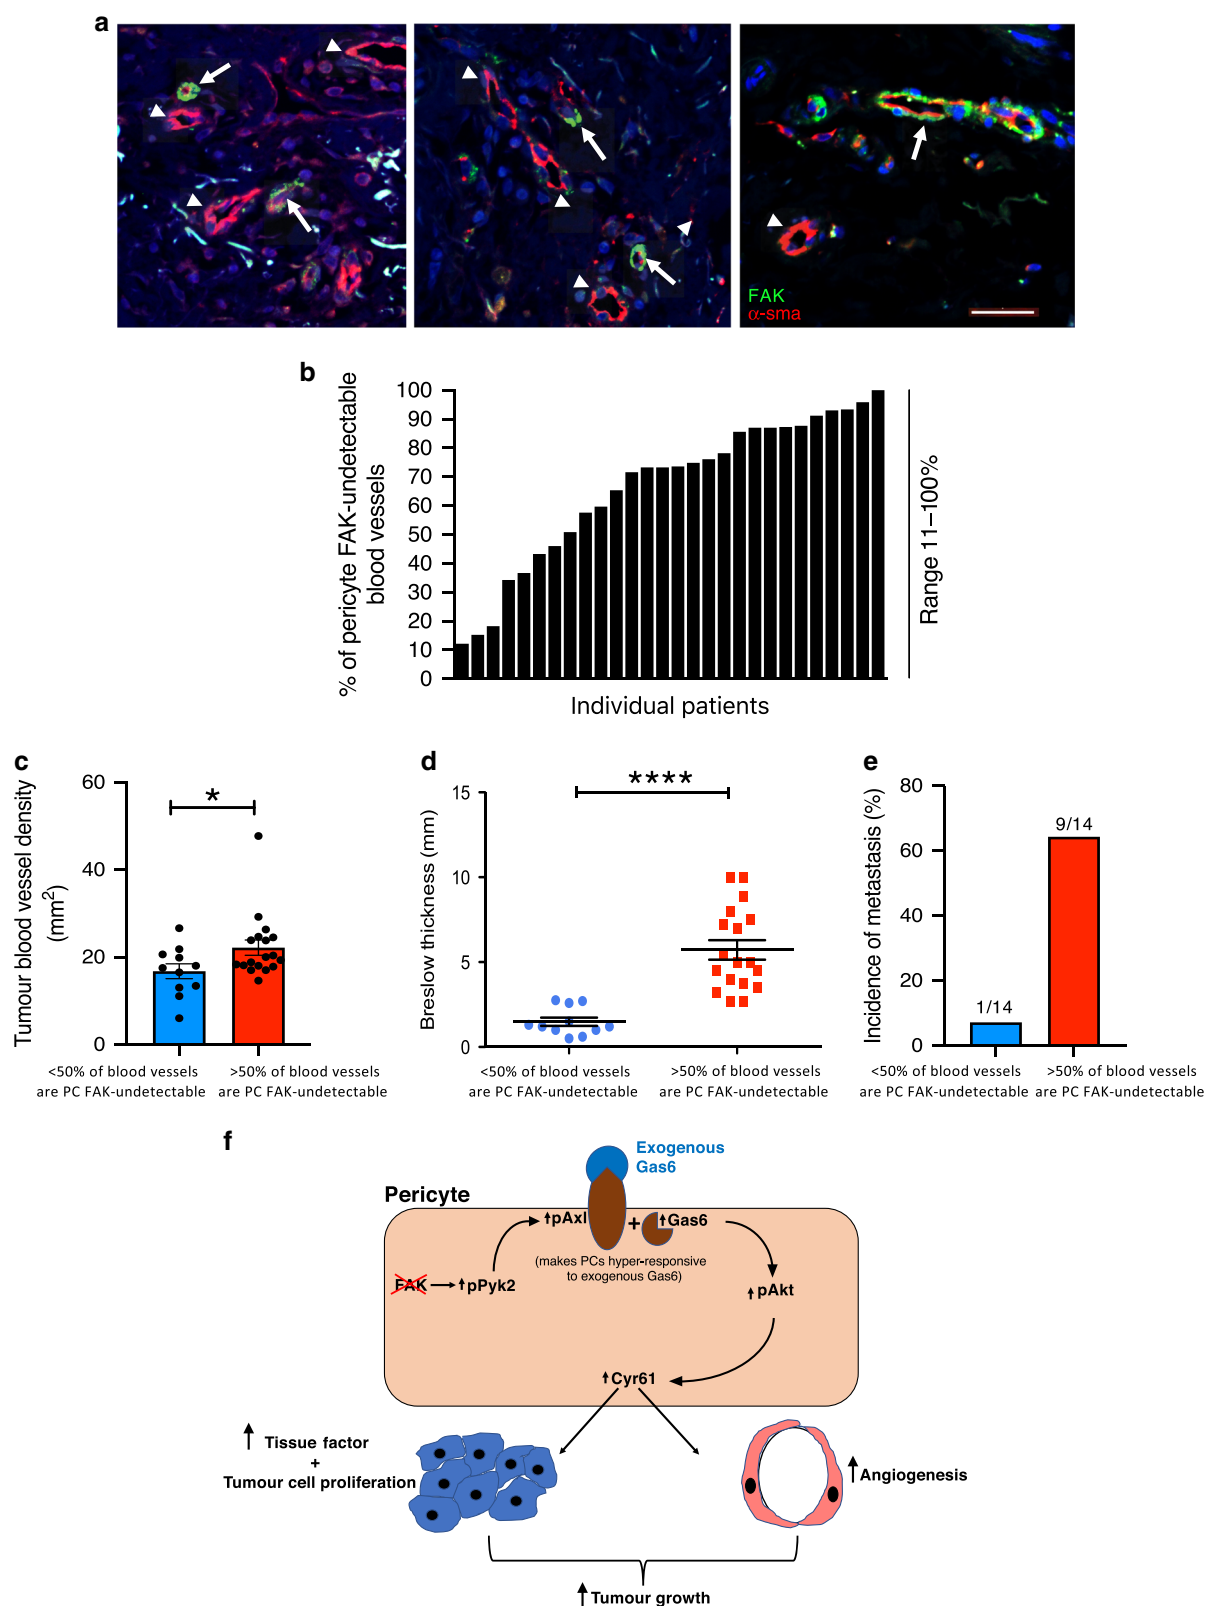 a
FAK
α-sma
b
% of pericyte FAK-undetectable
blood vessels
100
90
80
70
60
50
40
30
20
10
0
Individual patients
Range 11–100%
c
Tumour blood vessel density
(mm²)
60
40
20
0
*
<50% of blood vessels
are PC FAK-undetectable
>50% of blood vessels
are PC FAK-undetectable
d
Breslow thickness (mm)
15
10
5
0
****
<50% of blood vessels
are PC FAK-undetectable
>50% of blood vessels
are PC FAK-undetectable
e
Incidence of metastasis (%)
80
60
40
20
0
1/14
9/14
<50% of blood vessels
are PC FAK-undetectable
>50% of blood vessels
are PC FAK-undetectable
f
Exogenous
Gas6
Pericyte
↑pAxl + ↑Gas6
(makes PCs hyper-responsive
to exogenous Gas6)
FAK → ↑pPyk2
↑pAkt
↑Cyr61
↑ Tissue factor
+
Tumour cell proliferation
↑Angiogenesis
↑Tumour growth